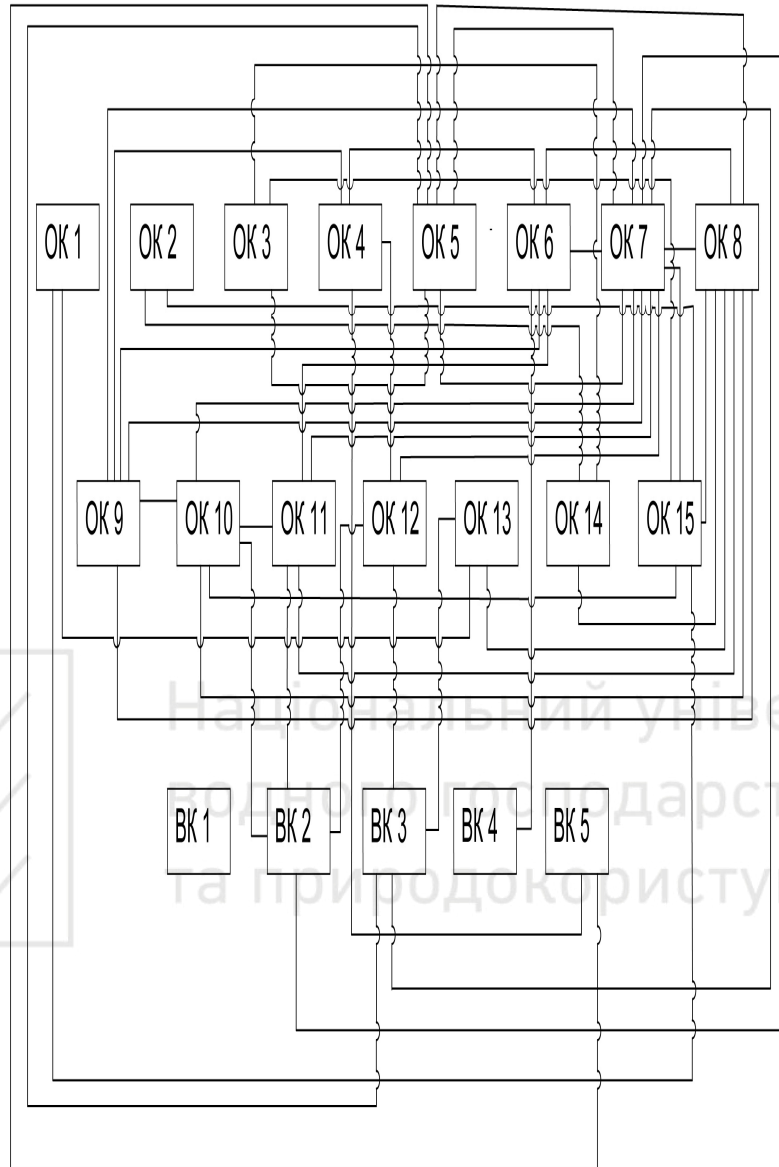 ОК 1 ОК 2 ОК 3 ОК 4 ОК 5 ОК 6 ОК 7 ОК 8
ОК 9 ОК 10 ОК 11 ОК 12 ОК 13 ОК 14 ОК 15
Національний уніве
водного господарст
ВК 1 ВК 2 ВК 3 ВК 4 ВК 5
та природокористу